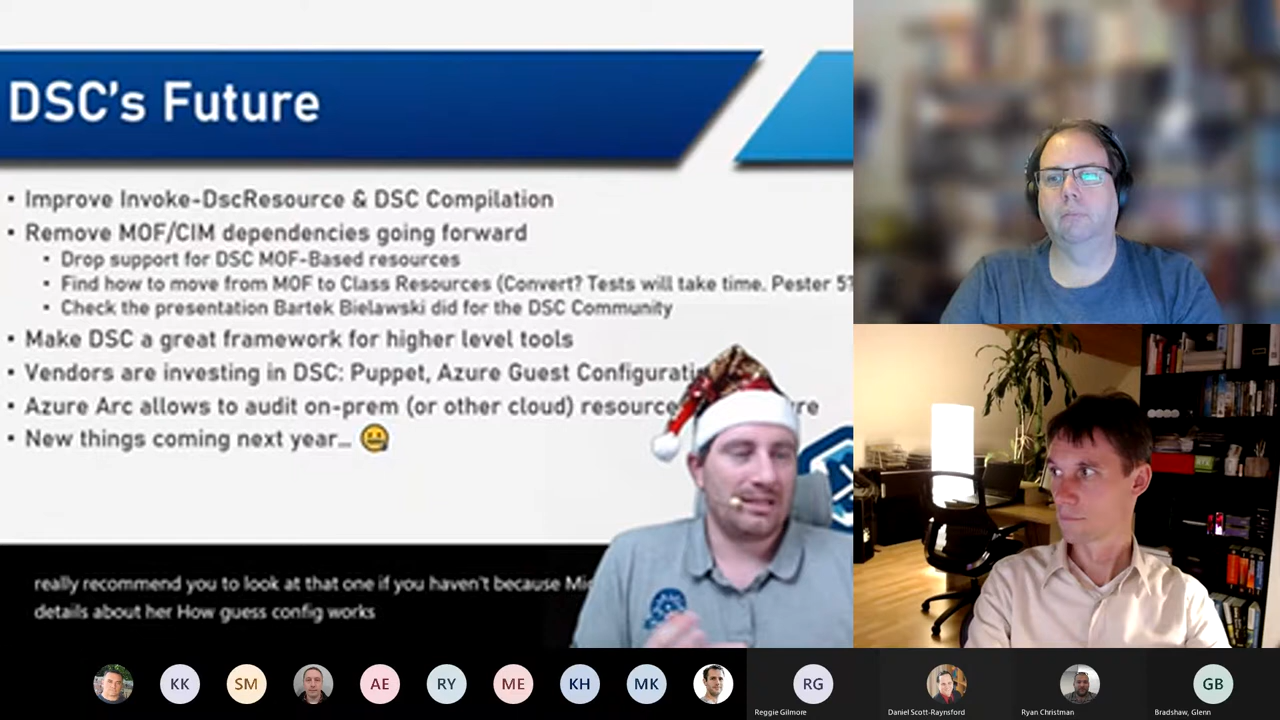 DSC's Future
• Improve Invoke-DscResource & DSC Compilation
• Remove MOF/CIM dependencies going forward
• Drop support for DSC MOF-Based resources
• Find how to move from MOF to Class Resources (Convert? Tests will take time. Pester 5?
• Check the presentation Bartek Bielawski did for the DSC Community
• Make DSC a great framework for higher level tools
• Vendors are investing in DSC: Puppet, Azure Guest
• Azure Arc allows to audit on-prem (or other cloud)
• New things coming next year...
really recommend you to look at that one if you haven't because
details about her How guess config works
KK
SM
AE
RY
ME
KH
MK
RG
GB
Reggie Gilmore
Daniel Scott-Raynsford
Ryan Christman
Bradshaw, Glenn